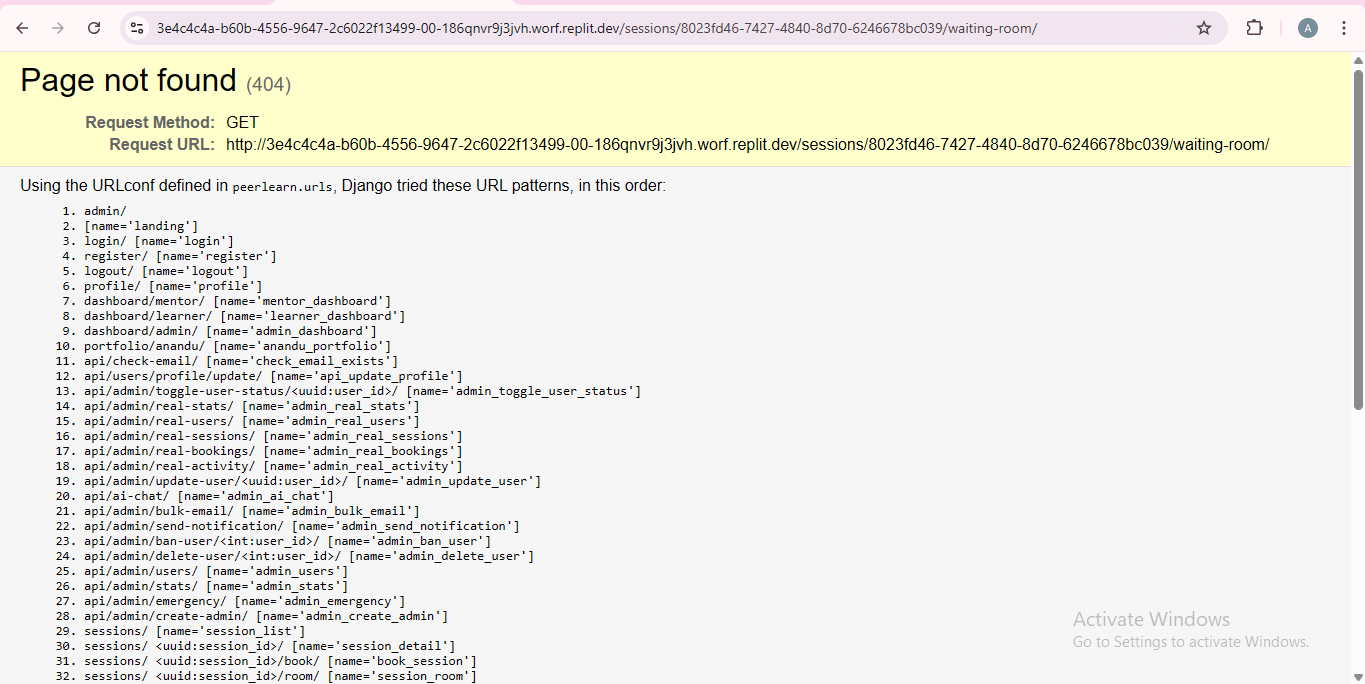 3e4c4c4a-b60b-4556-9647-2c6022f13499-00-186qnvr9j3jvh.worf.replit.dev/sessions/8023fd46-7427-4840-8d70-6246678bc039/waiting-room/
A
Page not found (404)
Request Method: GET
Request URL: http://3e4c4c4a-b60b-4556-9647-2c6022f13499-00-186qnvr9j3jvh.worf.replit.dev/sessions/8023fd46-7427-4840-8d70-6246678bc039/waiting-room/
Using the URLconf defined in peerlearn.urls, Django tried these URL patterns, in this order:
1. admin/
2. [name='landing']
3. login/ [name='login']
4. register/ [name='register']
5. logout/ [name='logout']
6. profile/ [name='profile']
7. dashboard/mentor/ [name='mentor_dashboard']
8. dashboard/learner/ [name='learner_dashboard']
9. dashboard/admin/ [name='admin_dashboard']
10. portfolio/anandu/ [name='anandu_portfolio']
11. api/check-email/ [name='check_email_exists']
12. api/users/profile/update/ [name='api_update_profile']
13. api/admin/toggle-user-status/<uuid:user_id>/ [name='admin_toggle_user_status']
14. api/admin/real-stats/ [name='admin_real_stats']
15. api/admin/real-users/ [name='admin_real_users']
16. api/admin/real-sessions/ [name='admin_real_sessions']
17. api/admin/real-bookings/ [name='admin_real_bookings']
18. api/admin/real-activity/ [name='admin_real_activity']
19. api/admin/update-user/<uuid:user_id>/ [name='admin_update_user']
20. api/ai-chat/ [name='admin_ai_chat']
21. api/admin/bulk-email/ [name='admin_bulk_email']
22. api/admin/send-notification/ [name='admin_send_notification']
23. api/admin/ban-user/<int:user_id>/ [name='admin_ban_user']
24. api/admin/delete-user/<int:user_id>/ [name='admin_delete_user']
25. api/admin/users/ [name='admin_users']
26. api/admin/stats/ [name='admin_stats']
27. api/admin/emergency/ [name='admin_emergency']
28. api/admin/create-admin/ [name='admin_create_admin']
29. sessions/ [name='session_list']
30. sessions/ <uuid:session_id>/ [name='session_detail']
31. sessions/ <uuid:session_id>/book/ [name='book_session']
32. sessions/ <uuid:session_id>/room/ [name='session_room']
Activate Windows
Go to Settings to activate Windows.